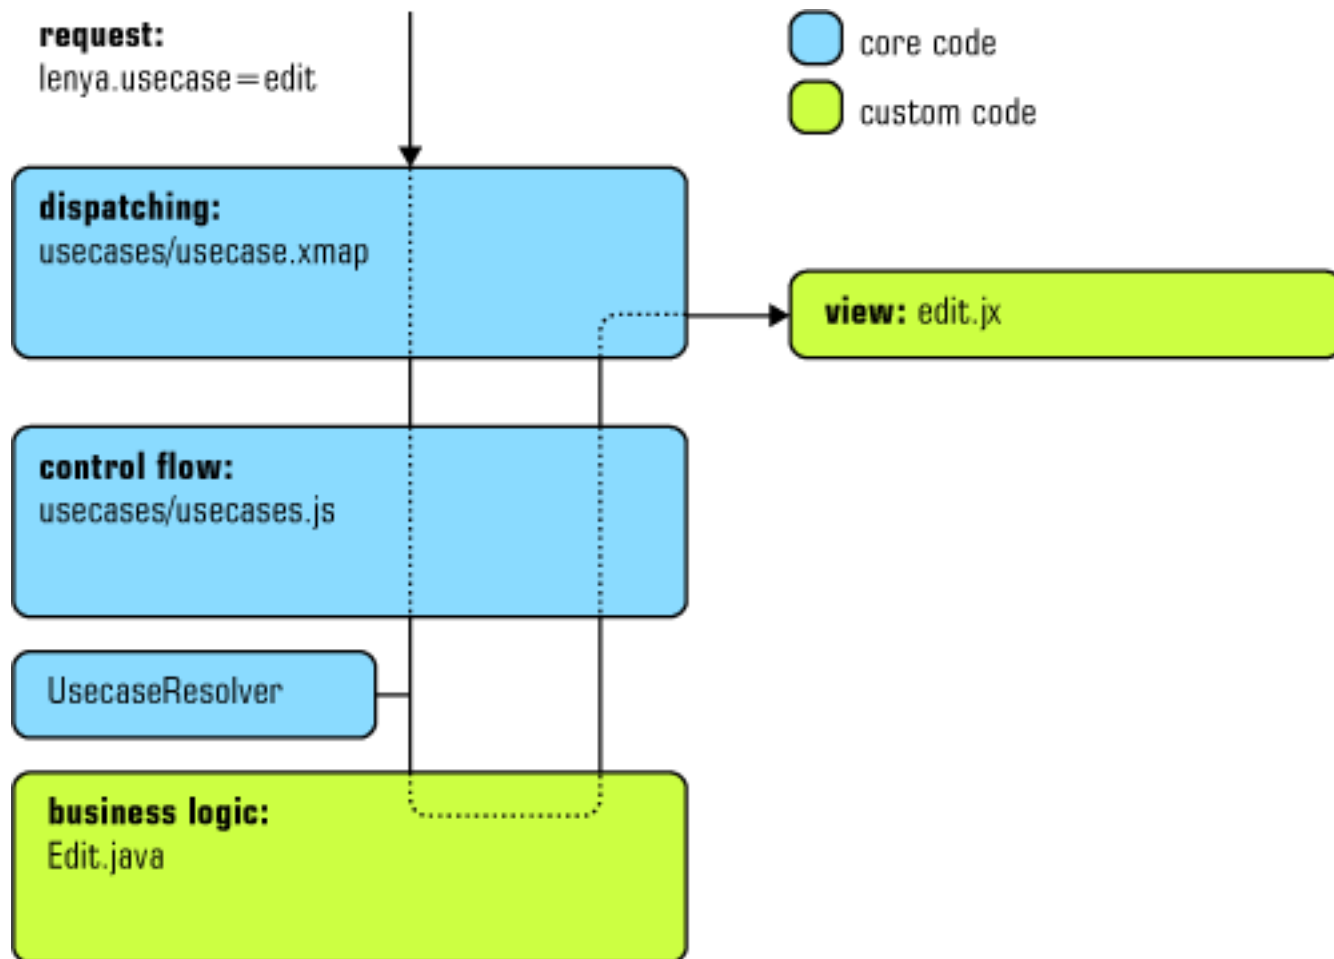 request:
lenya.usecase=edit
core code
custom code
dispatching:
usecases/usecase.xmap
view: edit.jx
control flow:
usecases/usecases.js
UsecaseResolver
business logic:
Edit.java